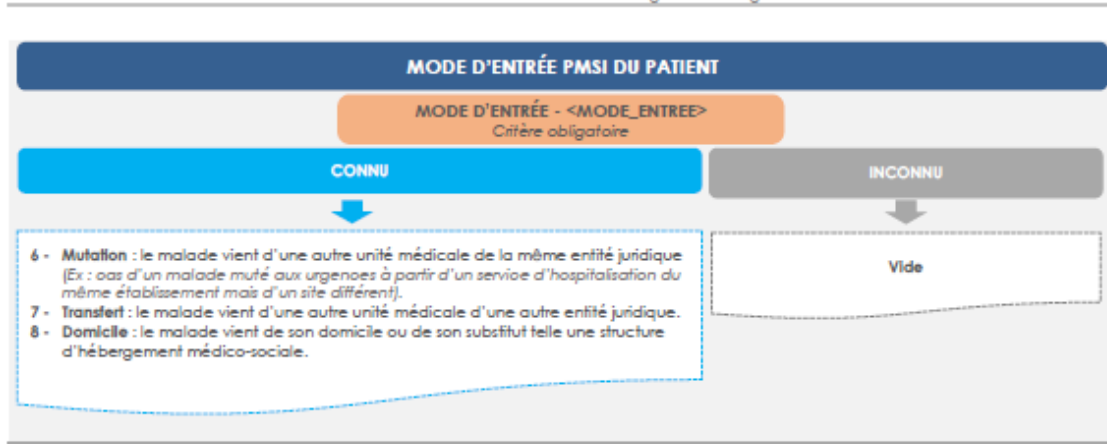 MODE D'ENTRÉE PMSI DU PATIENT
MODE D'ENTRÉE - <MODE_ENTREE>
Critère obligatoire
CONNU
INCONNU
6 - Mutation : le malade vient d'une autre unité médicale de la même entité juridique
(Ex : cas d'un malade muté aux urgences à partir d'un service d'hospitalisation du
même établissement mais d'un site différent).
7 - Transfert : le malade vient d'une autre unité médicale d'une autre entité juridique.
8 - Domicile : le malade vient de son domicile ou de son substitut telle une structure
d'hébergement médico-sociale.
Vide